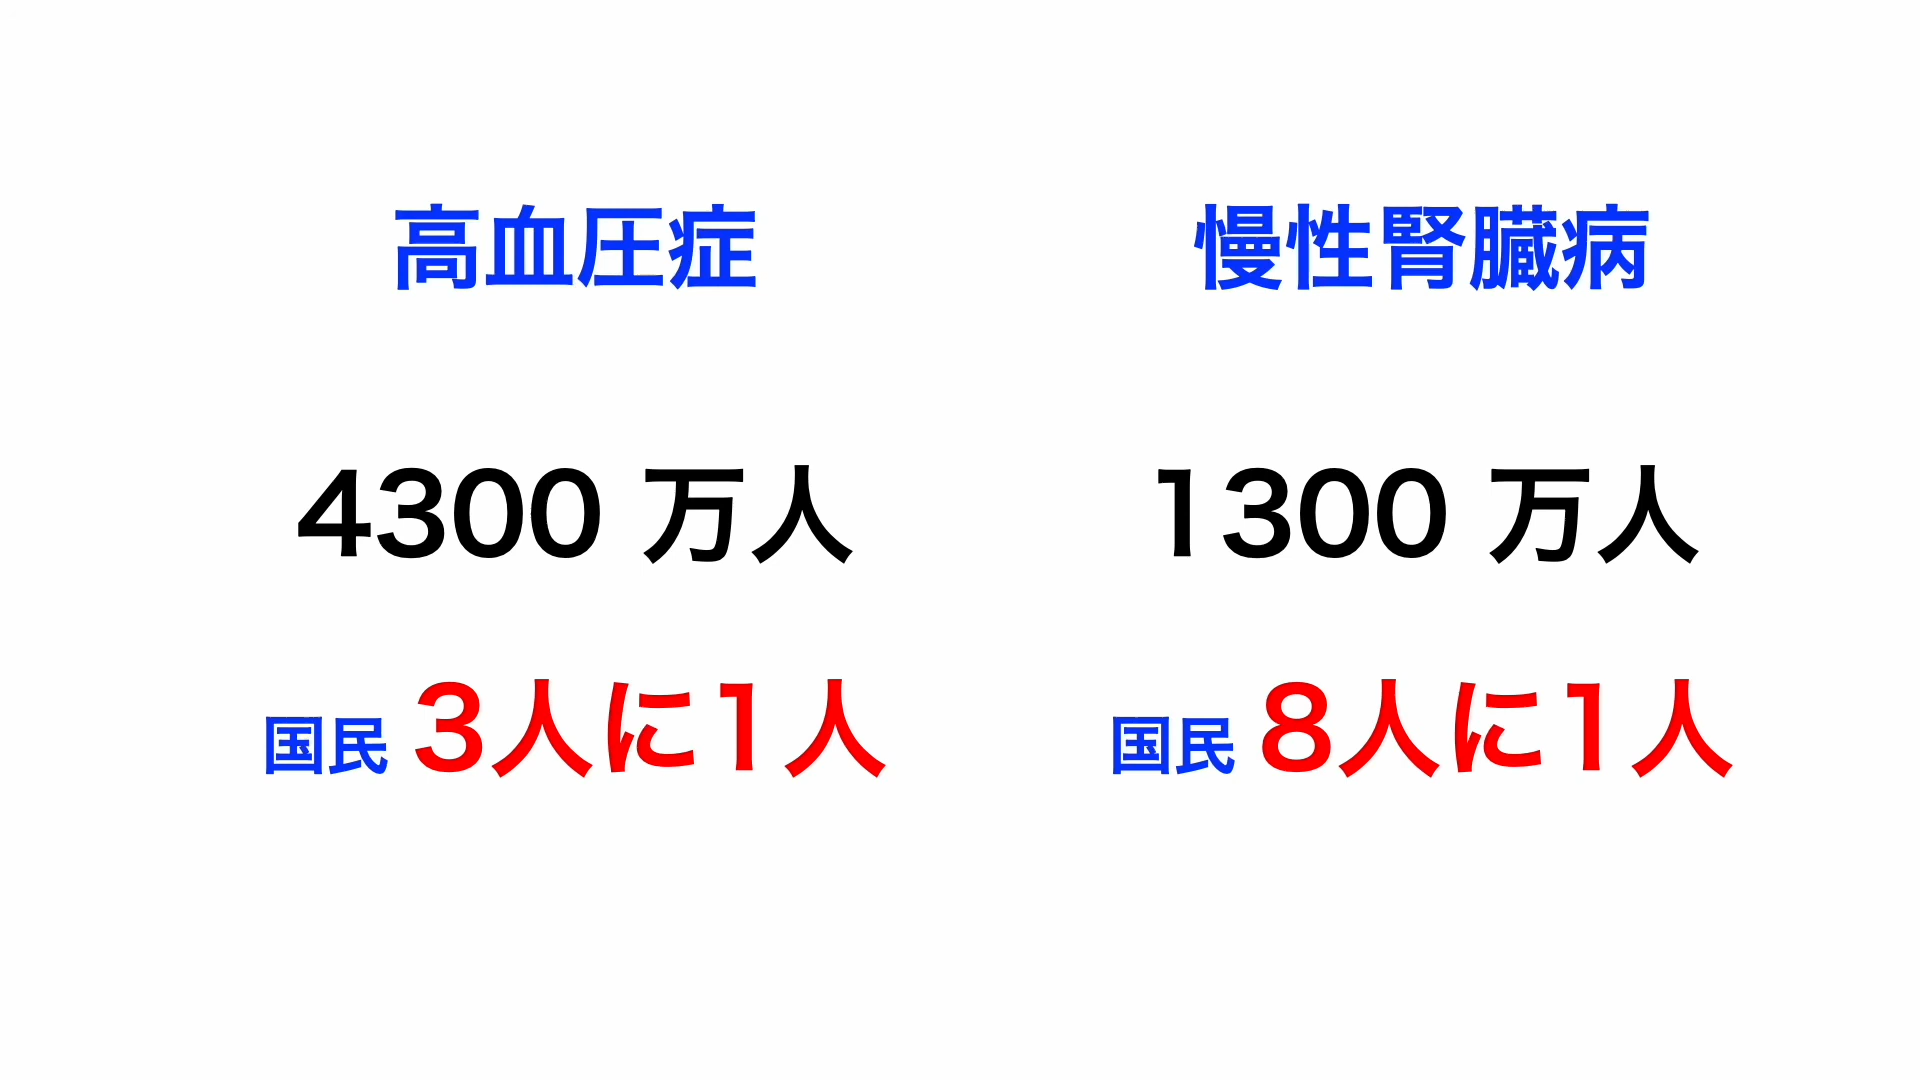 高血圧症
4300 万人
国民 3人に1人
慢性腎臓病
1300 万人
国民 8人に1人